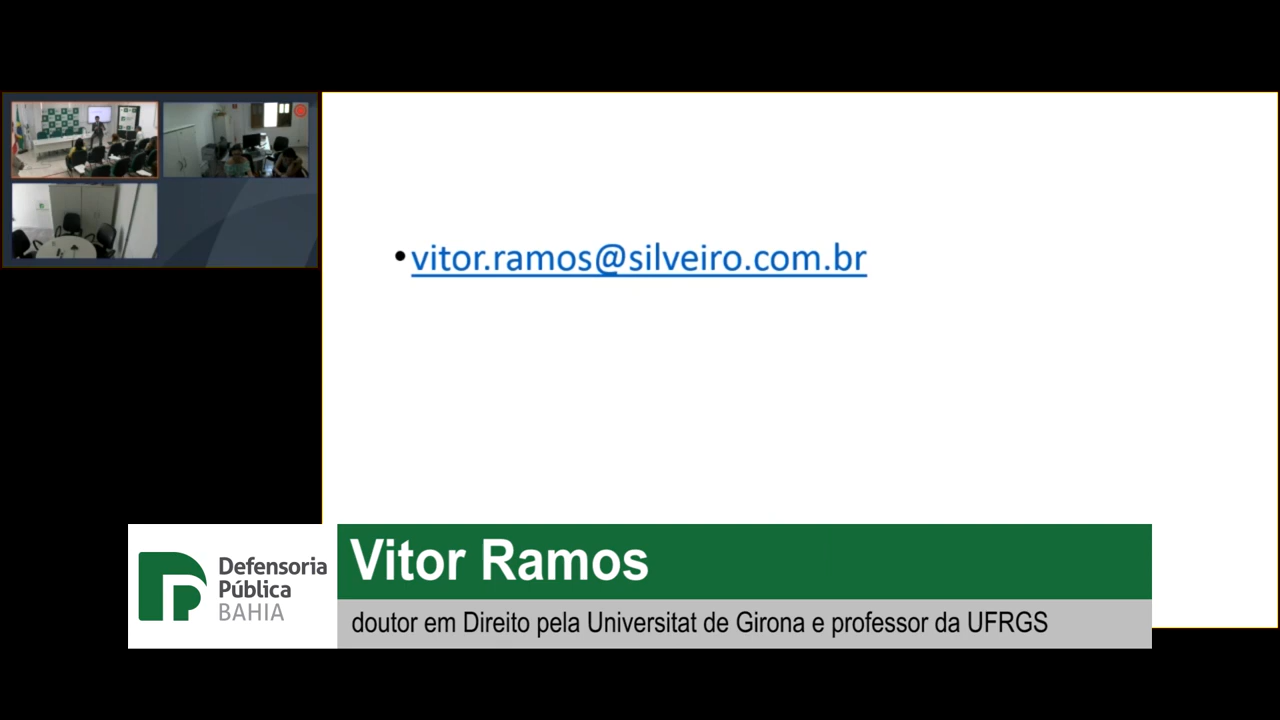 • vitor.ramos@silveiro.com.br
Defensoria
Pública
BAHIA
Vitor Ramos
doutor em Direito pela Universitat de Girona e professor da UFRGS